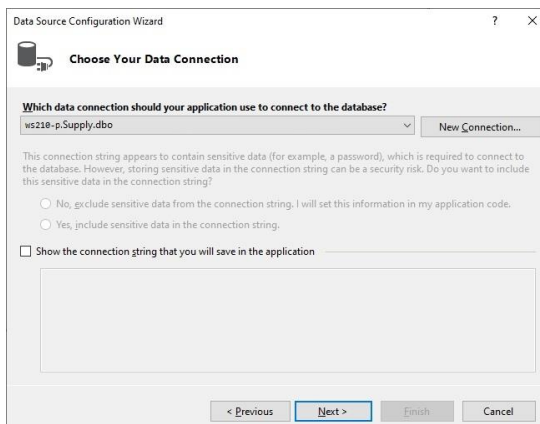 Data Source Configuration Wizard ? ×
Choose Your Data Connection
Which data connection should your application use to connect to the database?
ws210-p.Supply.dbo
New Connection...
This connection string appears to contain sensitive data (for example, a password), which is required to connect to
the database. However, storing sensitive data in the connection string can be a security risk. Do you want to include
this sensitive data in the connection string?
No, exclude sensitive data from the connection string. I will set this information in my application code.
Yes, include sensitive data in the connection string.
Show the connection string that you will save in the application
< Previous
Next >
Finish
Cancel